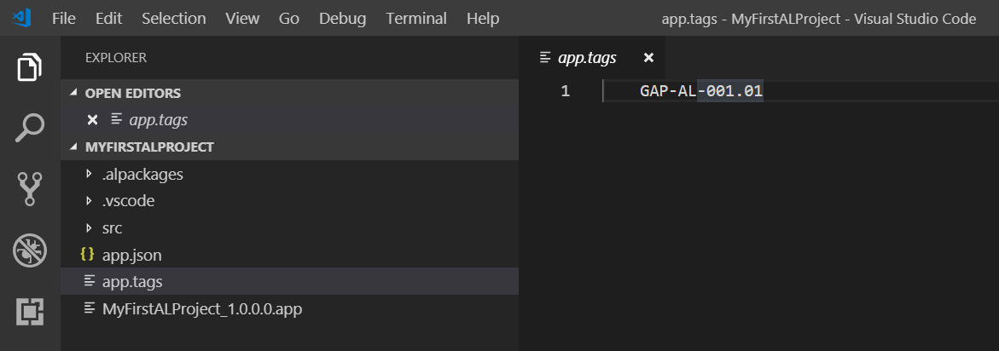 File Edit Selection View Go Debug Terminal Help app.tags - MyFirstALProject - Visual Studio Code
EXPLORER
OPEN EDITORS
app.tags
MYFIRSTALPROJECT
.alpackages
.vscode
src
{ } app.json
app.tags
MyFirstALProject_1.0.0.0.app
app.tags
1 GAP-AL-001.01